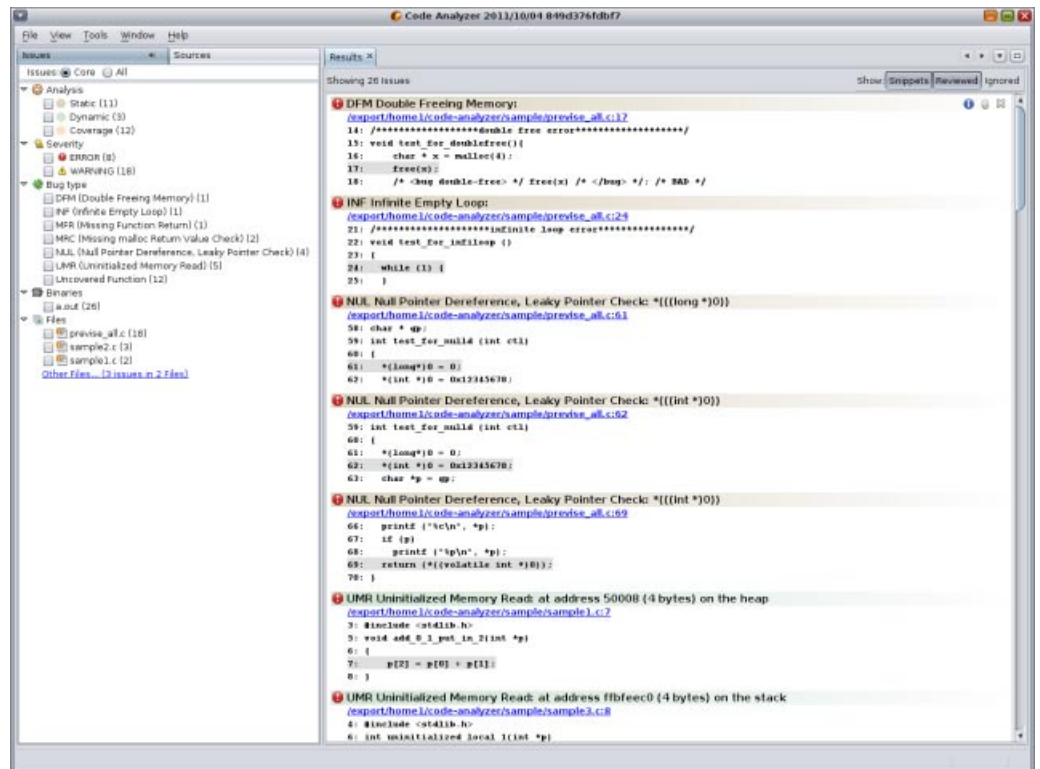 Code Analyzer 2011/10/04 849d376fdbf7
File View Tools Window Help
Issues
Sources
Issues: Core All
Analysis
Static (11)
Dynamic (3)
Coverage (12)
Severity
ERROR (8)
WARNING (18)
Bug type
DFM (Double Freeing Memory) (1)
INF (Infinite Empty Loop) (1)
MFR (Missing Function Return) (1)
MRC (Missing malloc Return Value Check) (2)
NUL (Null Pointer Dereference, Leaky Pointer Check) (4)
UMR (Uninitialized Memory Read) (5)
Uncovered Function (12)
Binaries
a.out (26)
Files
previse_all.c (18)
sample2.c (3)
sample1.c (2)
Other Files... (3 issues in 2 Files)
Results
Showing 26 Issues
Show: Snippets Reviewed Ignored
DFM Double Freeing Memory:
/export/home1/code-analyzer/sample/previse_all.c:17
14: /*******************double free error********************/
15: void test_for_doublefree(){
16: char * x = malloc(4);
17: free(x);
18: /* <bug double-free> */ free(x) /* </bug> */; /* BAD */
INF Infinite Empty Loop:
/export/home1/code-analyzer/sample/previse_all.c:24
21: /*********************infinite loop error*****************/
22: void test_for_infiloop ()
23: {
24: while (1) {
25: }
NUL Null Pointer Dereference, Leaky Pointer Check: *(((long *)0))
/export/home1/code-analyzer/sample/previse_all.c:61
58: char * gp;
59: int test_for_nulld (int ctl)
60: {
61: *(long*)0 = 0;
62: *(int *)0 = 0x12345678;
NUL Null Pointer Dereference, Leaky Pointer Check: *(((int *)0))
/export/home1/code-analyzer/sample/previse_all.c:62
59: int test_for_nulld (int ctl)
60: {
61: *(long*)0 = 0;
62: *(int *)0 = 0x12345678;
63: char *p = gp;
NUL Null Pointer Dereference, Leaky Pointer Check: *(((int *)0))
/export/home1/code-analyzer/sample/previse_all.c:69
66: printf ("%c\n", *p);
67: if (p)
68: printf ("%p\n", *p);
69: return (*((volatile int *)0));
70: }
UMR Uninitialized Memory Read: at address 50008 (4 bytes) on the heap
/export/home1/code-analyzer/sample/sample1.c:7
3: #include <stdlib.h>
5: void add_0_1_put_in_2(int *p)
6: {
7: p[2] = p[0] + p[1];
8: }
UMR Uninitialized Memory Read: at address ffbfeec0 (4 bytes) on the stack
/export/home1/code-analyzer/sample/sample3.c:8
4: #include <stdlib.h>
6: int uninitialized_local_1(int *p)